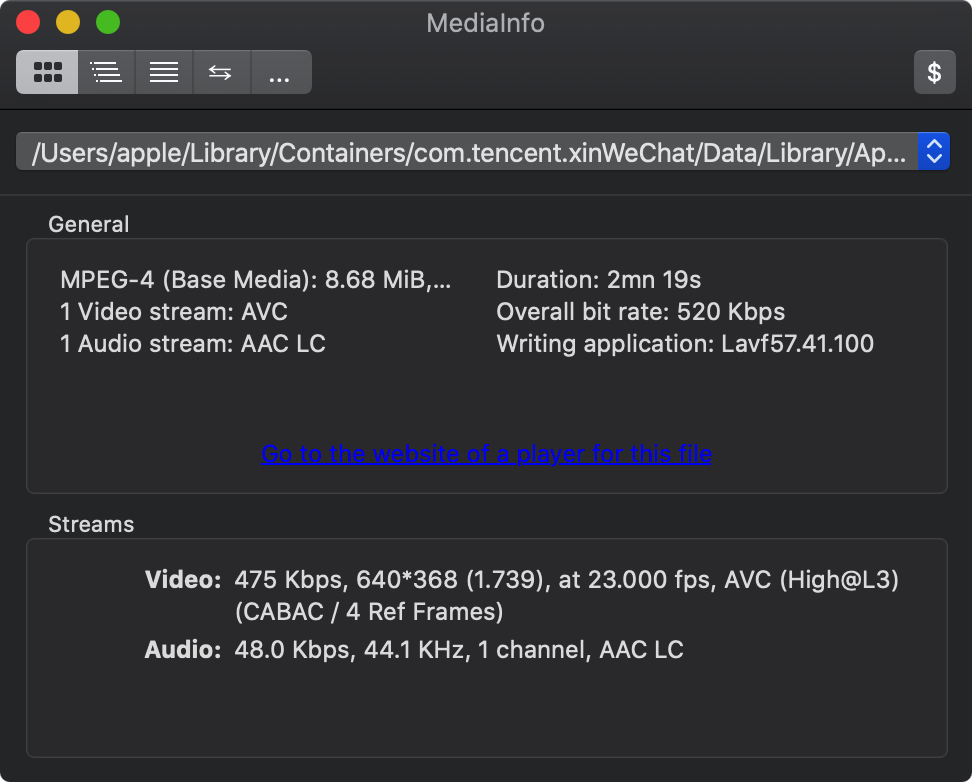 MediaInfo
...
$
/Users/apple/Library/Containers/com.tencent.xinWeChat/Data/Library/Ap...
General
MPEG-4 (Base Media): 8.68 MiB,...
Duration: 2mn 19s
1 Video stream: AVC
Overall bit rate: 520 Kbps
1 Audio stream: AAC LC
Writing application: Lavf57.41.100
Go to the website of a player for this file
Streams
Video: 475 Kbps, 640*368 (1.739), at 23.000 fps, AVC (High@L3)
(CABAC / 4 Ref Frames)
Audio: 48.0 Kbps, 44.1 KHz, 1 channel, AAC LC